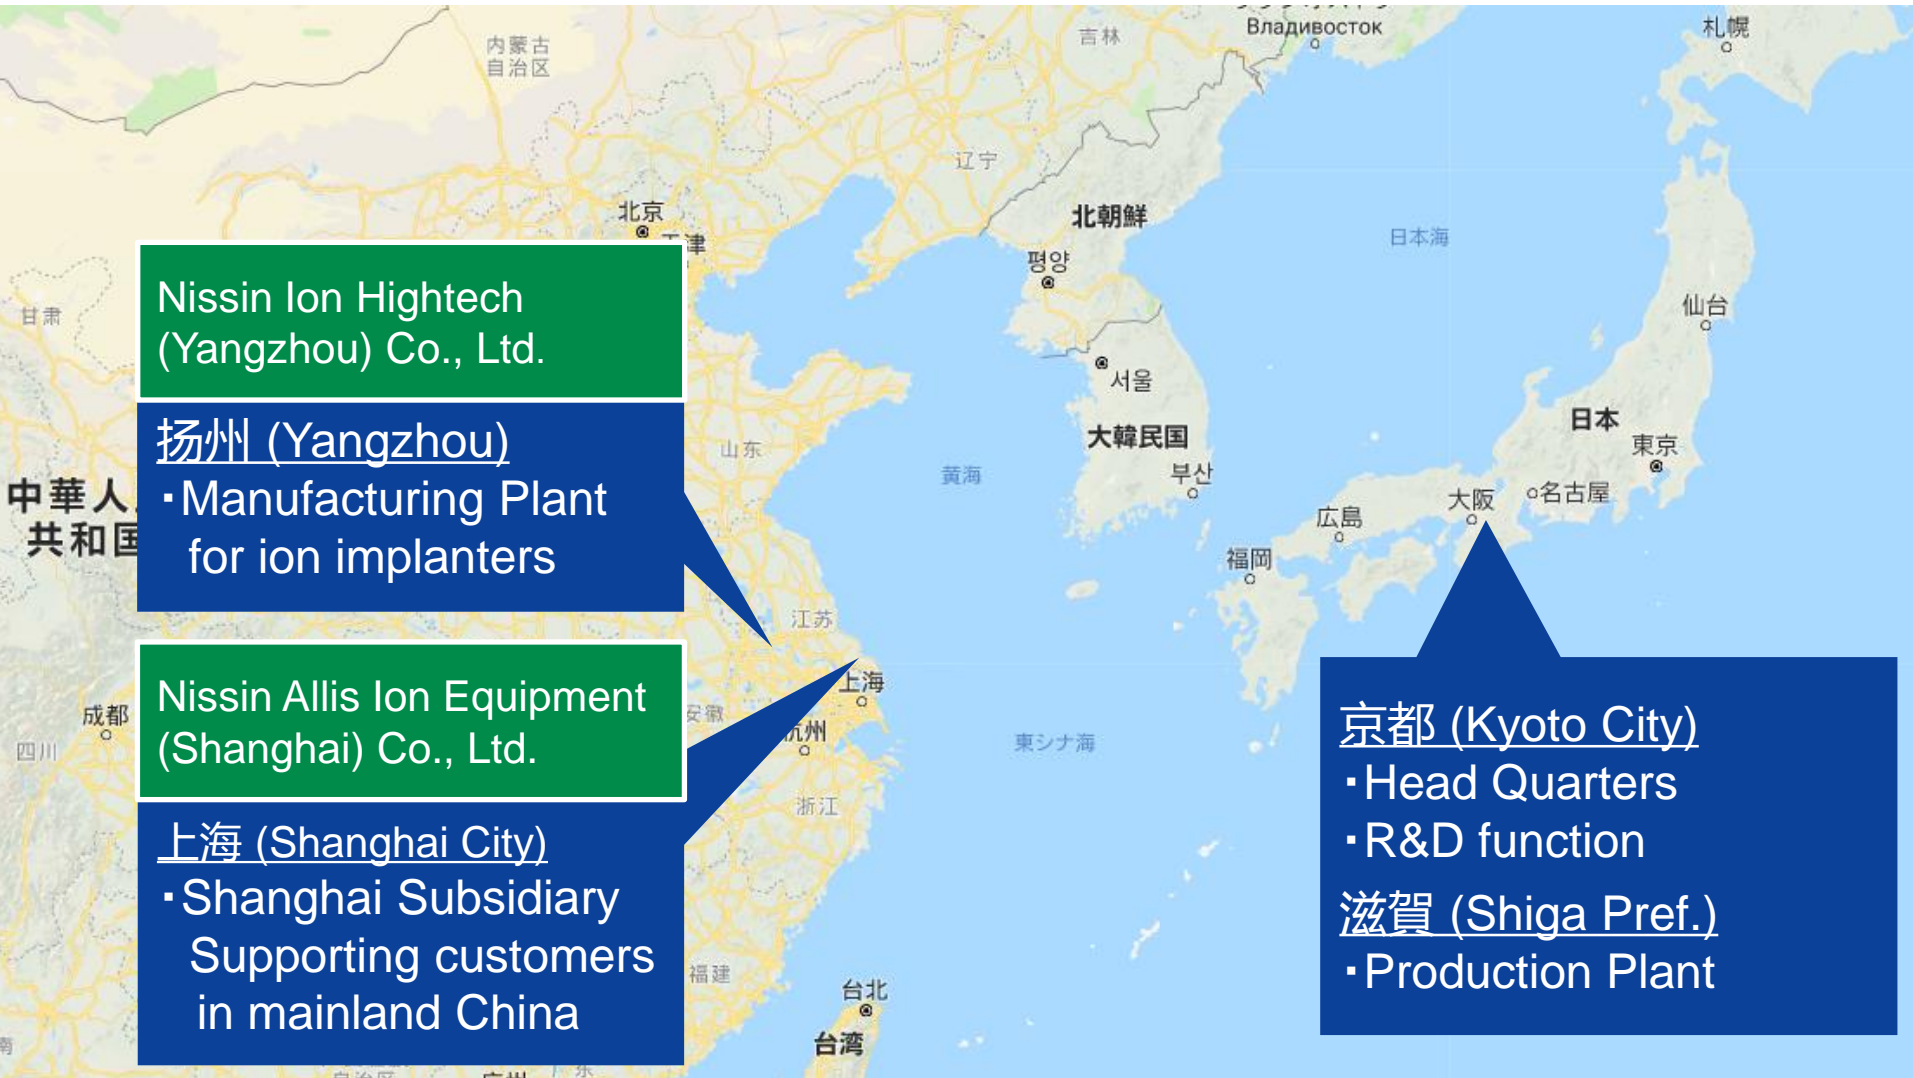 Владивосток
札幌
吉林
内蒙古
自治区
辽宁
北京
津
北朝鮮
평양
日本海
仙台
甘肃
서울
大韓民国
부산
日本
東京
名古屋
大阪
広島
福岡
山东
黄海
中華人
共和国
江苏
上海
安徽
杭州
浙江
成都
四川
東シナ海
福建
台北
台湾
Nissin Ion Hightech
(Yangzhou) Co., Ltd.
扬州 (Yangzhou)
・Manufacturing Plant
for ion implanters
Nissin Allis Ion Equipment
(Shanghai) Co., Ltd.
上海 (Shanghai City)
・Shanghai Subsidiary
Supporting customers
in mainland China
京都 (Kyoto City)
・Head Quarters
・R&D function
滋賀 (Shiga Pref.)
・Production Plant